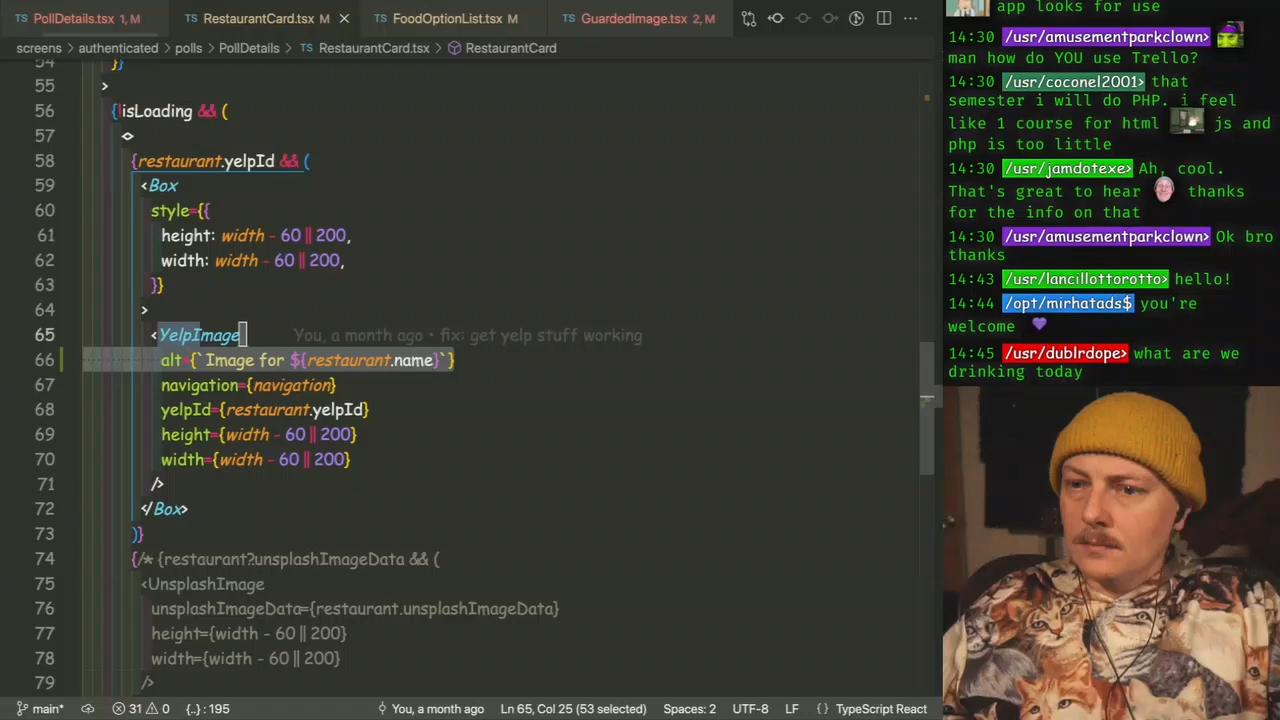 PollDetails.tsx 1, M
RestaurantCard.tsx M
FoodOptionList.tsx M
GuardedImage.tsx 2, M
screens > authenticated > polls > PollDetails > RestaurantCard.tsx > RestaurantCard
54 }}
55 >
56 {!isLoading && (
57 <>
58 {restaurant.yelpId && (
59 <Box
60 style={{
61 height: width - 60 || 200,
62 width: width - 60 || 200,
63 }}
64 >
65 <YelpImage You, a month ago • fix: get yelp stuff working
66 alt={`Image for ${restaurant.name}`}
67 navigation={navigation}
68 yelpId={restaurant.yelpId}
69 height={width - 60 || 200}
70 width={width - 60 || 200}
71 />
72 </Box>
73 )}
74 {/* {restaurant?.unsplashImageData && (
75 <UnsplashImage
76 unsplashImageData={restaurant.unsplashImageData}
77 height={width - 60 || 200}
78 width={width - 60 || 200}
79 />
main* 31 0 {..} : 195 You, a month ago Ln 65, Col 25 (53 selected) Spaces: 2 UTF-8 LF {} TypeScript React
app looks for use
14:30 /usr/amusementparkclown>
man how do YOU use Trello?
14:30 /usr/coconel2001> that
semester i will do PHP. i feel
like 1 course for html js and
php is too little
14:30 /usr/jamdotexe> Ah, cool.
That's great to hear thanks
for the info on that
14:30 /usr/amusementparkclown> Ok bro
thanks
14:43 /usr/lancillottorotto> hello!
14:44 /opt/mirhatads$ you're
welcome
14:45 /usr/dublrdope> what are we
drinking today